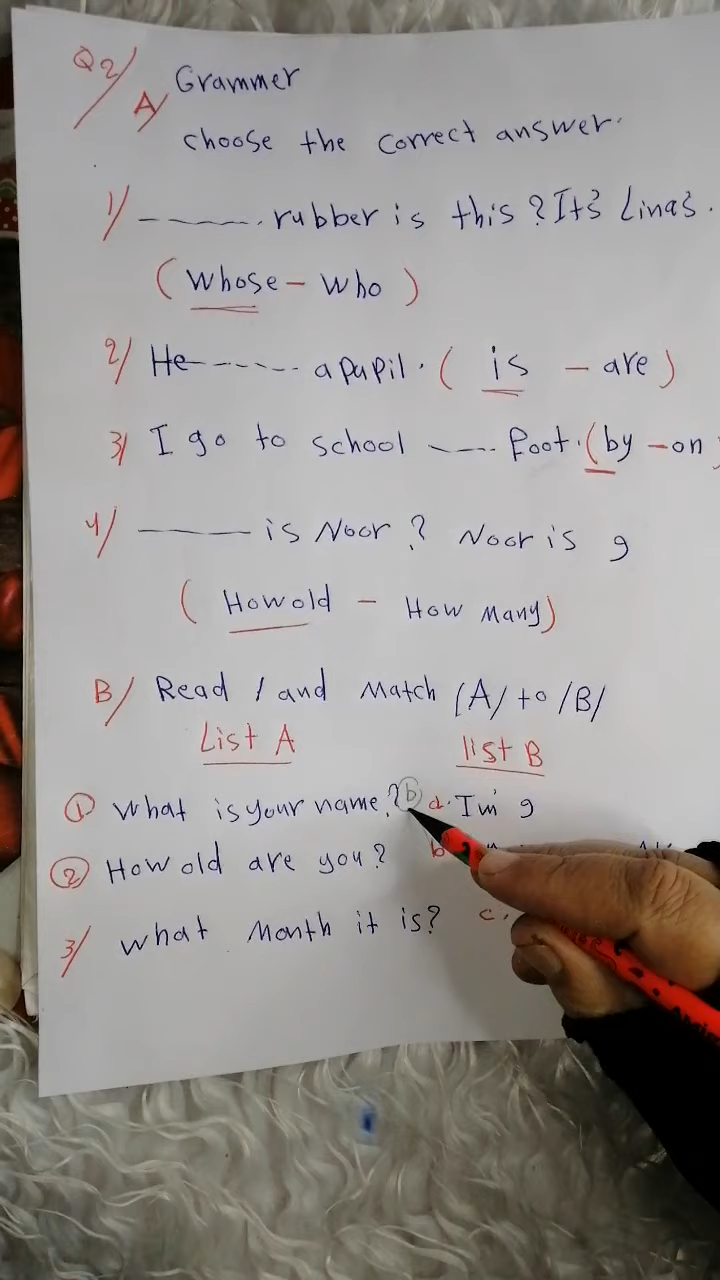 Q2/
A/ Grammer
choose the correct answer.
1/ ------- rubber is this? It's Lina's.
(Whose - Who)
2/ He ------ a pupil. (is - are)
3/ I go to school ------ foot. (by - on
4/ ------ is Noor? Noor is 9
(How old - How many)
B/ Read / and Match (A/ to /B/
List A list B
① What is your name? b a. I'm 9
② How old are you? b
3/ What Month it is? c.